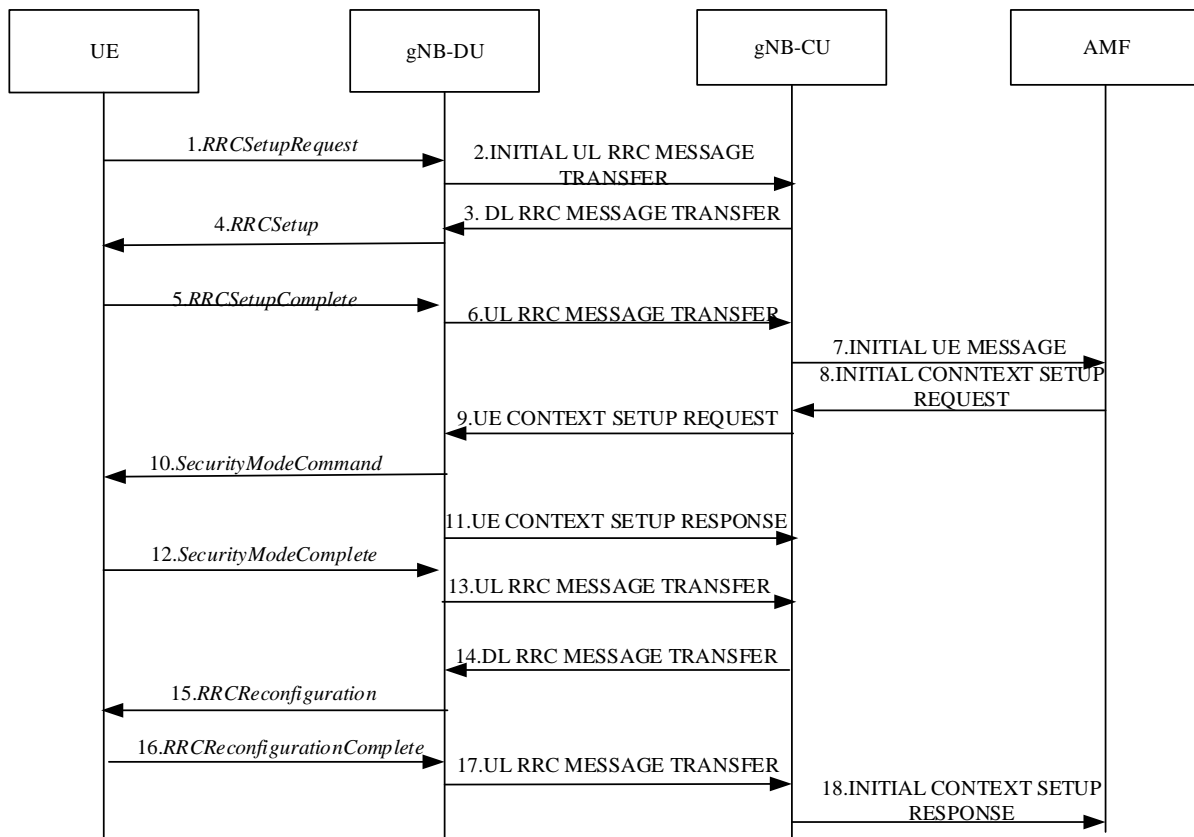 UE
gNB-DU
gNB-CU
AMF
1.RRCSetupRequest
2.INITIAL UL RRC MESSAGE
TRANSFER
3. DL RRC MESSAGE TRANSFER
4.RRCSetup
5.RRCSetupComplete
6.UL RRC MESSAGE TRANSFER
7.INITIAL UE MESSAGE
8.INITIAL CONNTEXT SETUP
REQUEST
9.UE CONTEXT SETUP REQUEST
10.SecurityModeCommand
11.UE CONTEXT SETUP RESPONSE
12.SecurityModeComplete
13.UL RRC MESSAGE TRANSFER
14.DL RRC MESSAGE TRANSFER
15.RRCReconfiguration
16.RRCReconfigurationComplete
17.UL RRC MESSAGE TRANSFER
18.INITIAL CONTEXT SETUP
RESPONSE